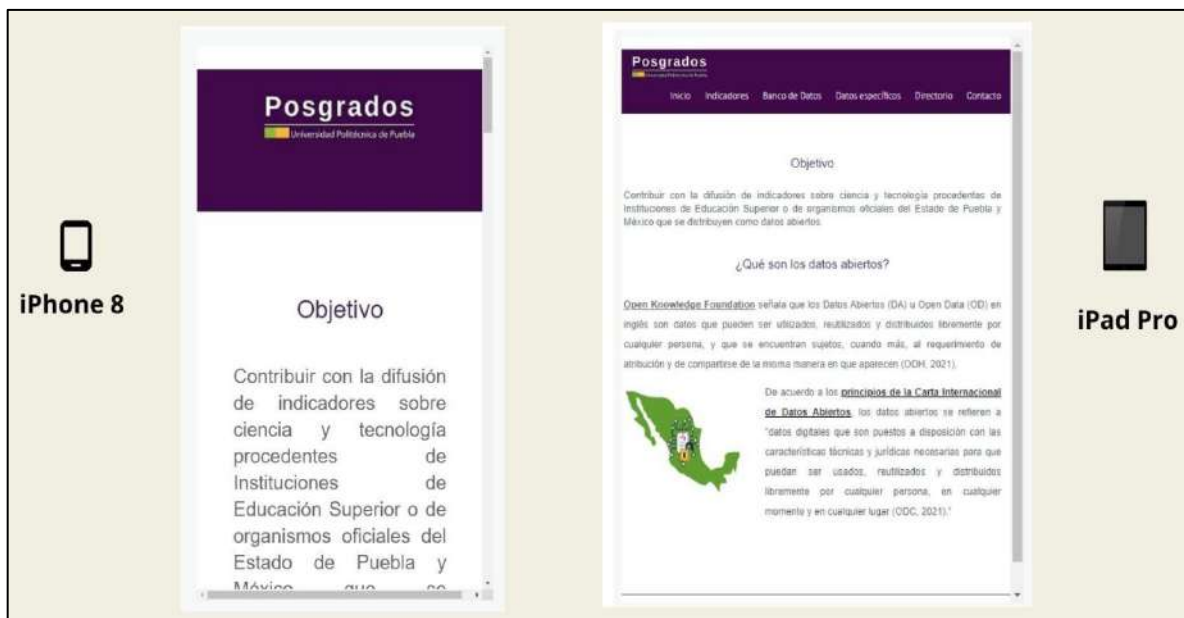 iPhone 8
Posgrados
Universidad Politécnica de Puebla
Objetivo
Contribuir con la difusión
de indicadores sobre
ciencia y tecnología
procedentes de
Instituciones de
Educación Superior o de
organismos oficiales del
Estado de Puebla y
México que se
Posgrados
Universidad Politécnica de Puebla
Inicio Indicadores Banco de Datos Datos específicos Directorio Contacto
Objetivo
Contribuir con la difusión de indicadores sobre ciencia y tecnología procedentes de
Instituciones de Educación Superior o de organismos oficiales del Estado de Puebla y
México que se distribuyen como datos abiertos.
¿Qué son los datos abiertos?
Open Knowledge Foundation señala que los Datos Abiertos (DA) u Open Data (OD) en
inglés son datos que pueden ser utilizados, reutilizados y distribuidos libremente por
cualquier persona, y que se encuentran sujetos, cuando más, al requerimiento de
atribución y de compartirse de la misma manera en que aparecen (ODH, 2021).
De acuerdo a los principios de la Carta Internacional
de Datos Abiertos, los datos abiertos se refieren a
"datos digitales que son puestos a disposición con las
características técnicas y jurídicas necesarias para que
puedan ser usados, reutilizados y distribuidos
libremente por cualquier persona, en cualquier
momento y en cualquier lugar (ODC, 2021)."
iPad Pro